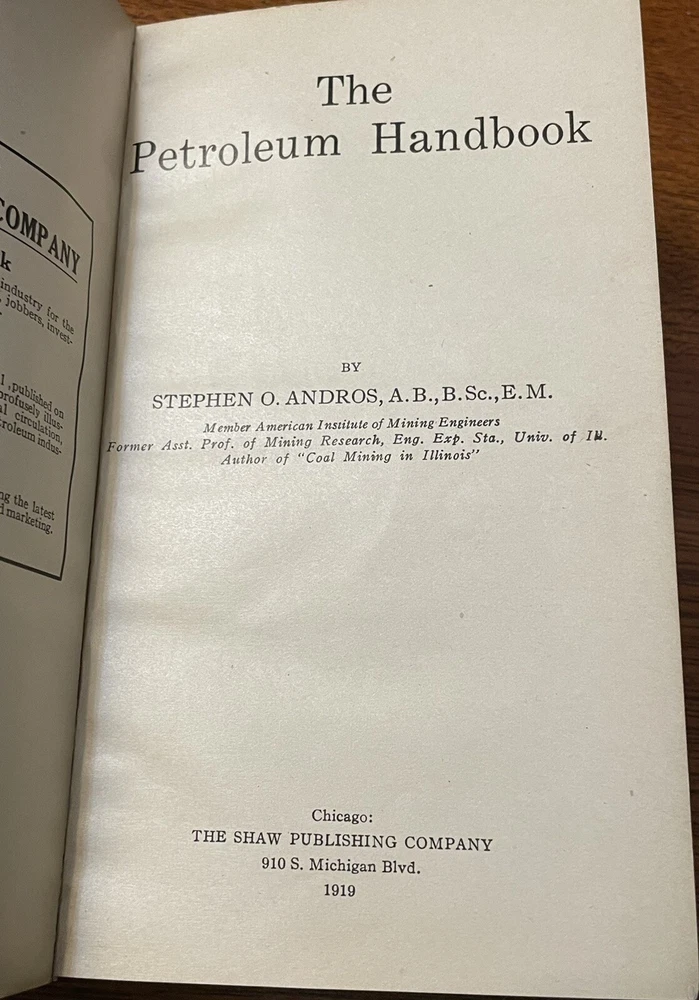 COMPANY
k
industry for the
jobbers, invest-
published on
profusely illus-
al circulation,
troleum indus-
ng the latest
d marketing.
The
Petroleum Handbook
BY
STEPHEN O. ANDROS, A.B., B.Sc., E.M.
Member American Institute of Mining Engineers
Former Asst. Prof. of Mining Research, Eng. Exp. Sta., Univ. of Ill.
Author of "Coal Mining in Illinois"
Chicago:
THE SHAW PUBLISHING COMPANY
910 S. Michigan Blvd.
1919